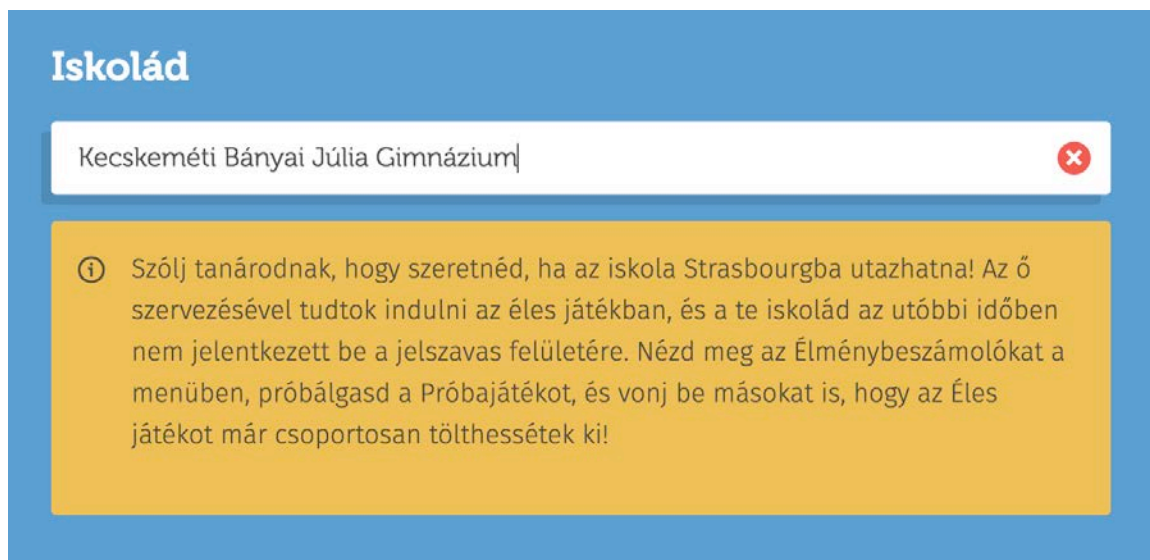 Iskolád
Kecskeméti Bányai Júlia Gimnázium
Szólj tanárodnak, hogy szeretnéd, ha az iskola Strasbourgba utazhatna! Az ő
szervezésével tudtok indulni az éles játékban, és a te iskolád az utóbbi időben
nem jelentkezett be a jelszavas felületére. Nézd meg az Élménybeszámolókat a
menüben, próbálgasd a Próbajátékot, és vonj be másokat is, hogy az Éles
játékot már csoportosan tölthessétek ki!